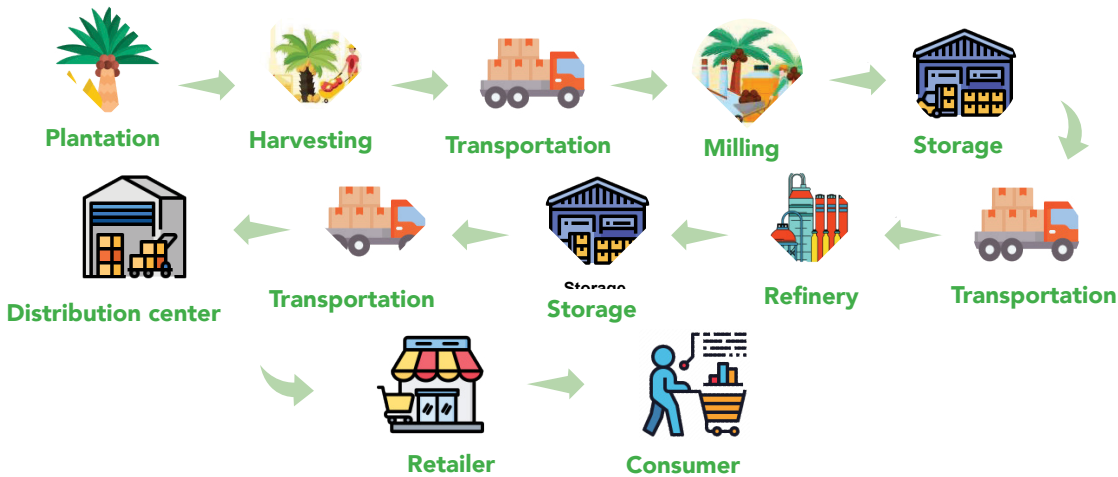 Plantation
Harvesting
Transportation
Milling
Storage
Transportation
Refinery
Storage
Storage
Transportation
Distribution center
Retailer
Consumer